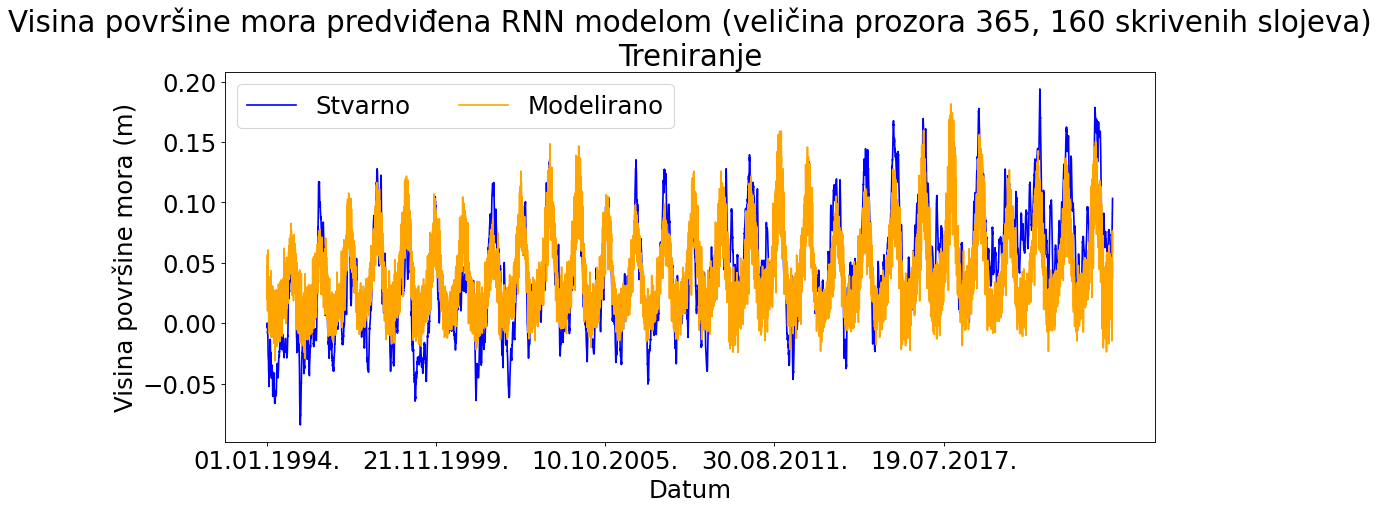 Visina površine mora predviđena RNN modelom (veličina prozora 365, 160 skrivenih slojeva)
Treniranje
Stvarno Modelirano
Visina površine mora (m)
0.20
0.15
0.10
0.05
0.00
−0.05
01.01.1994. 21.11.1999. 10.10.2005. 30.08.2011. 19.07.2017.
Datum